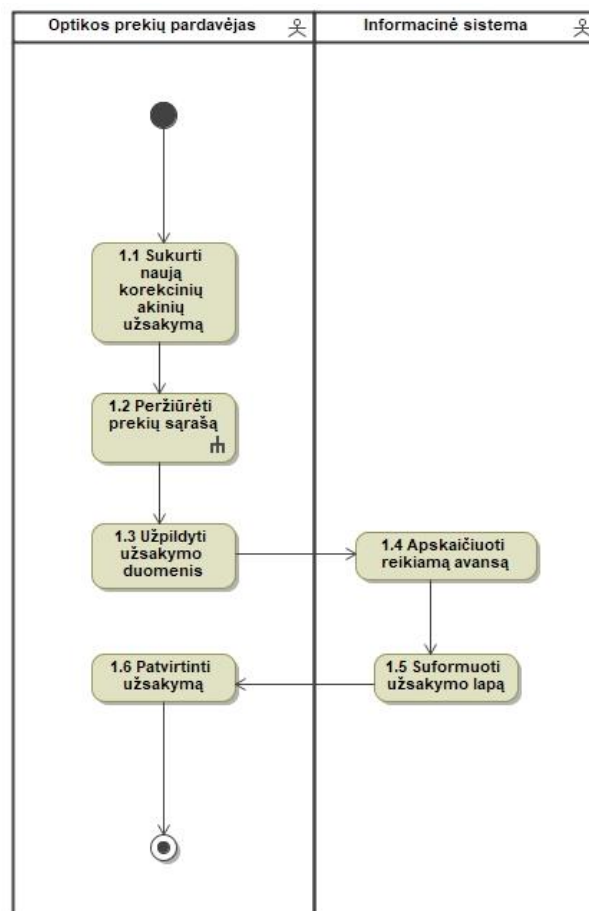 Optikos prekių pardavėjas
Informacinė sistema
1.1 Sukurti
naują
korekcinių
akinių
užsakymą
1.2 Peržiūrėti
prekių sąrašą
1.3 Užpildyti
užsakymo
duomenis
1.4 Apskaičiuoti
reikiamą avansą
1.5 Suformuoti
užsakymo lapą
1.6 Patvirtinti
užsakymą